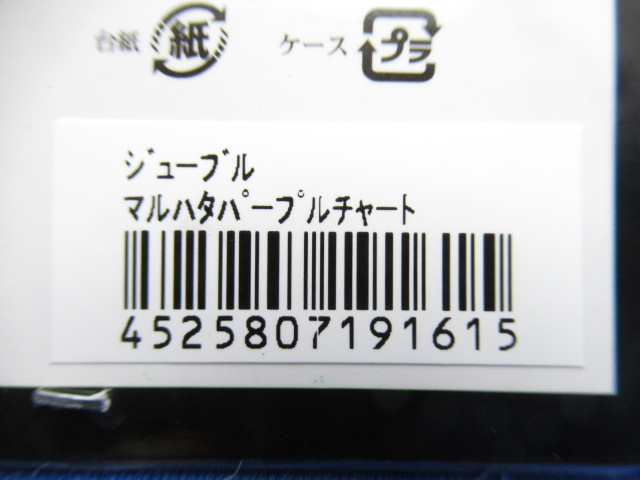 台紙 紙 ケース プラ
ｼﾞｭｰﾌﾞﾙ
ﾏﾙﾊﾀﾊﾟｰﾌﾟﾙﾁｬｰﾄ
4525807191615